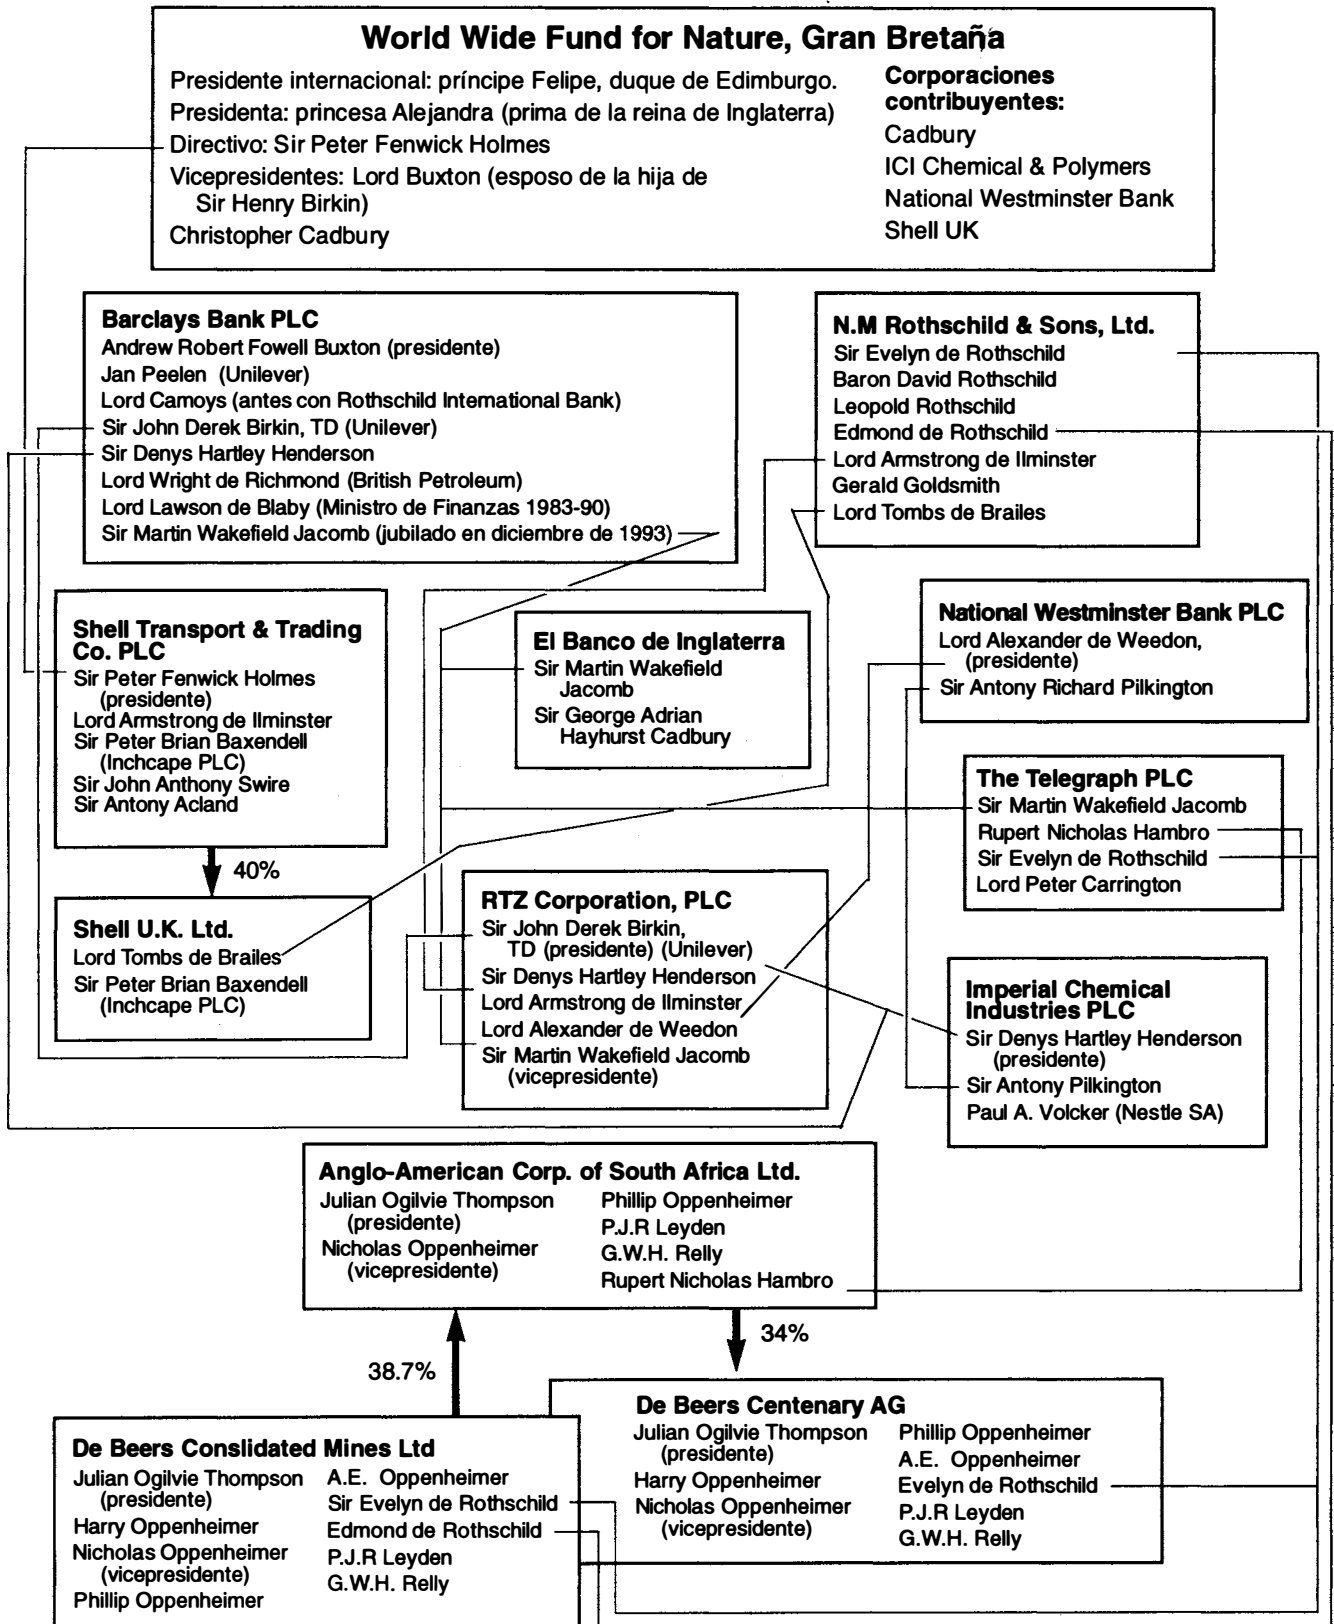 World Wide Fund for Nature, Gran Bretaña
Presidente internacional: príncipe Felipe, duque de Edimburgo.
Presidenta: princesa Alejandra (prima de la reina de Inglaterra)
Directivo: Sir Peter Fenwick Holmes
Vicepresidentes: Lord Buxton (esposo de la hija de
Sir Henry Birkin)
Christopher Cadbury
Corporaciones
contribuyentes:
Cadbury
ICI Chemical & Polymers
National Westminster Bank
Shell UK
Barclays Bank PLC
Andrew Robert Fowell Buxton (presidente)
Jan Peelen (Unilever)
Lord Camoys (antes con Rothschild International Bank)
Sir John Derek Birkin, TD (Unilever)
Sir Denys Hartley Henderson
Lord Wright de Richmond (British Petroleum)
Lord Lawson de Blaby (Ministro de Finanzas 1983-90)
Sir Martin Wakefield Jacomb (jubilado en diciembre de 1993)
N.M Rothschild & Sons, Ltd.
Sir Evelyn de Rothschild
Baron David Rothschild
Leopold Rothschild
Edmond de Rothschild
Lord Armstrong de Ilminster
Gerald Goldsmith
Lord Tombs de Brailes
Shell Transport & Trading
Co. PLC
Sir Peter Fenwick Holmes
(presidente)
Lord Armstrong de Ilminster
Sir Peter Brian Baxendell
(Inchcape PLC)
Sir John Anthony Swire
Sir Antony Acland
El Banco de Inglaterra
Sir Martin Wakefield
Jacomb
Sir George Adrian
Hayhurst Cadbury
National Westminster Bank PLC
Lord Alexander de Weedon,
(presidente)
Sir Antony Richard Pilkington
The Telegraph PLC
Sir Martin Wakefield Jacomb
Rupert Nicholas Hambro
Sir Evelyn de Rothschild
Lord Peter Carrington
40%
Shell U.K. Ltd.
Lord Tombs de Brailes
Sir Peter Brian Baxendell
(Inchcape PLC)
RTZ Corporation, PLC
Sir John Derek Birkin,
TD (presidente) (Unilever)
Sir Denys Hartley Henderson
Lord Armstrong de Ilminster
Lord Alexander de Weedon
Sir Martin Wakefield Jacomb
(vicepresidente)
Imperial Chemical
Industries PLC
Sir Denys Hartley Henderson
(presidente)
Sir Antony Pilkington
Paul A. Volcker (Nestle SA)
Anglo-American Corp. of South Africa Ltd.
Julian Ogilvie Thompson
(presidente)
Nicholas Oppenheimer
(vicepresidente)
Phillip Oppenheimer
P.J.R Leyden
G.W.H. Relly
Rupert Nicholas Hambro
38.7%
34%
De Beers Centenary AG
Julian Ogilvie Thompson
(presidente)
Harry Oppenheimer
Nicholas Oppenheimer
(vicepresidente)
Phillip Oppenheimer
A.E. Oppenheimer
Evelyn de Rothschild
P.J.R Leyden
G.W.H. Relly
De Beers Conslidated Mines Ltd
Julian Ogilvie Thompson
(presidente)
Harry Oppenheimer
Nicholas Oppenheimer
(vicepresidente)
Phillip Oppenheimer
A.E. Oppenheimer
Sir Evelyn de Rothschild
Edmond de Rothschild
P.J.R Leyden
G.W.H. Relly